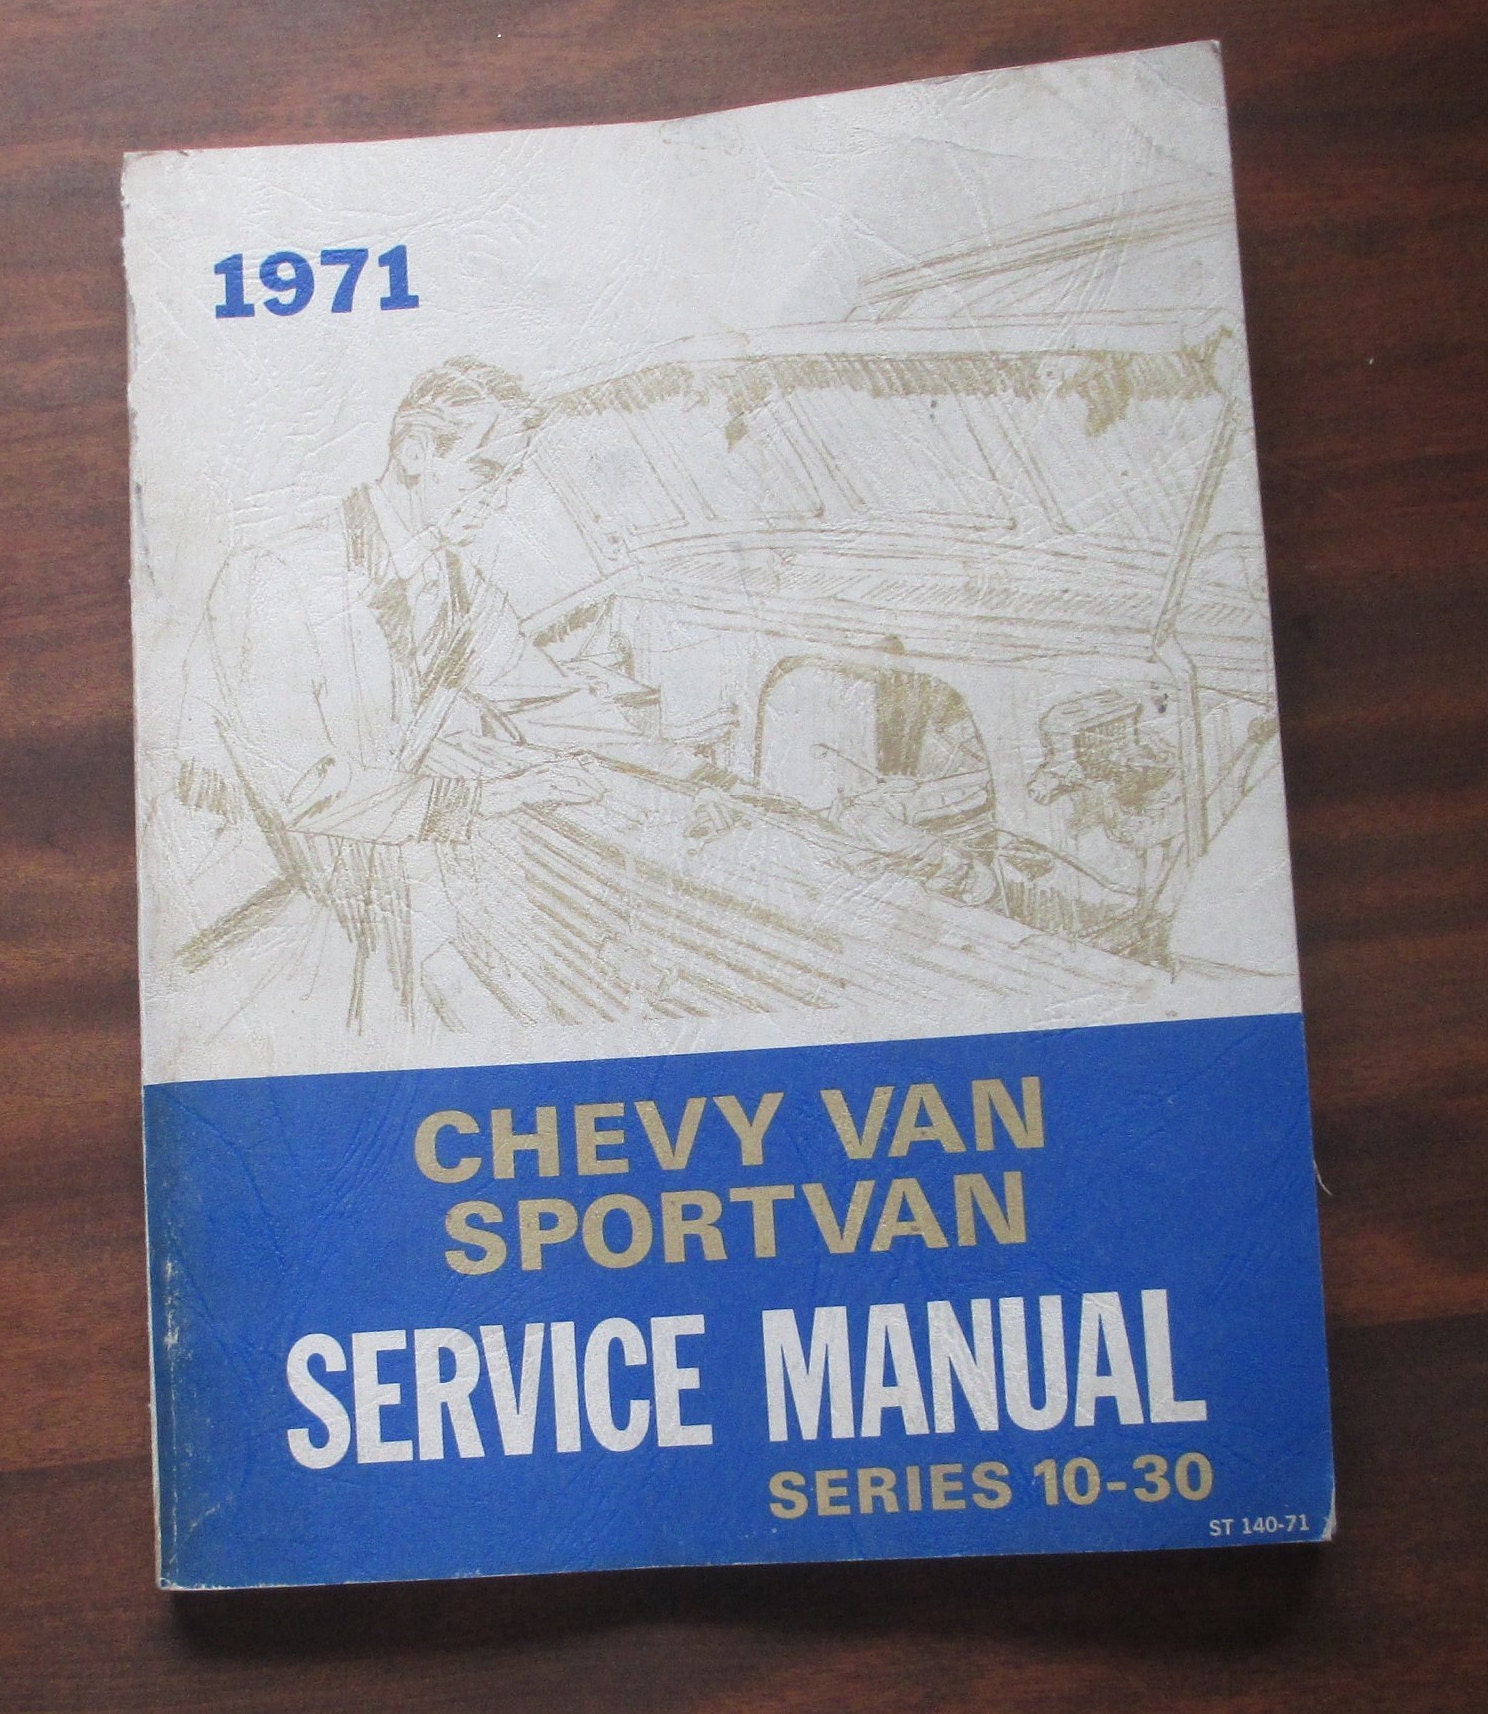 1971
CHEVY VAN
SPORTVAN
SERVICE MANUAL
SERIES 10-30
ST 140-71